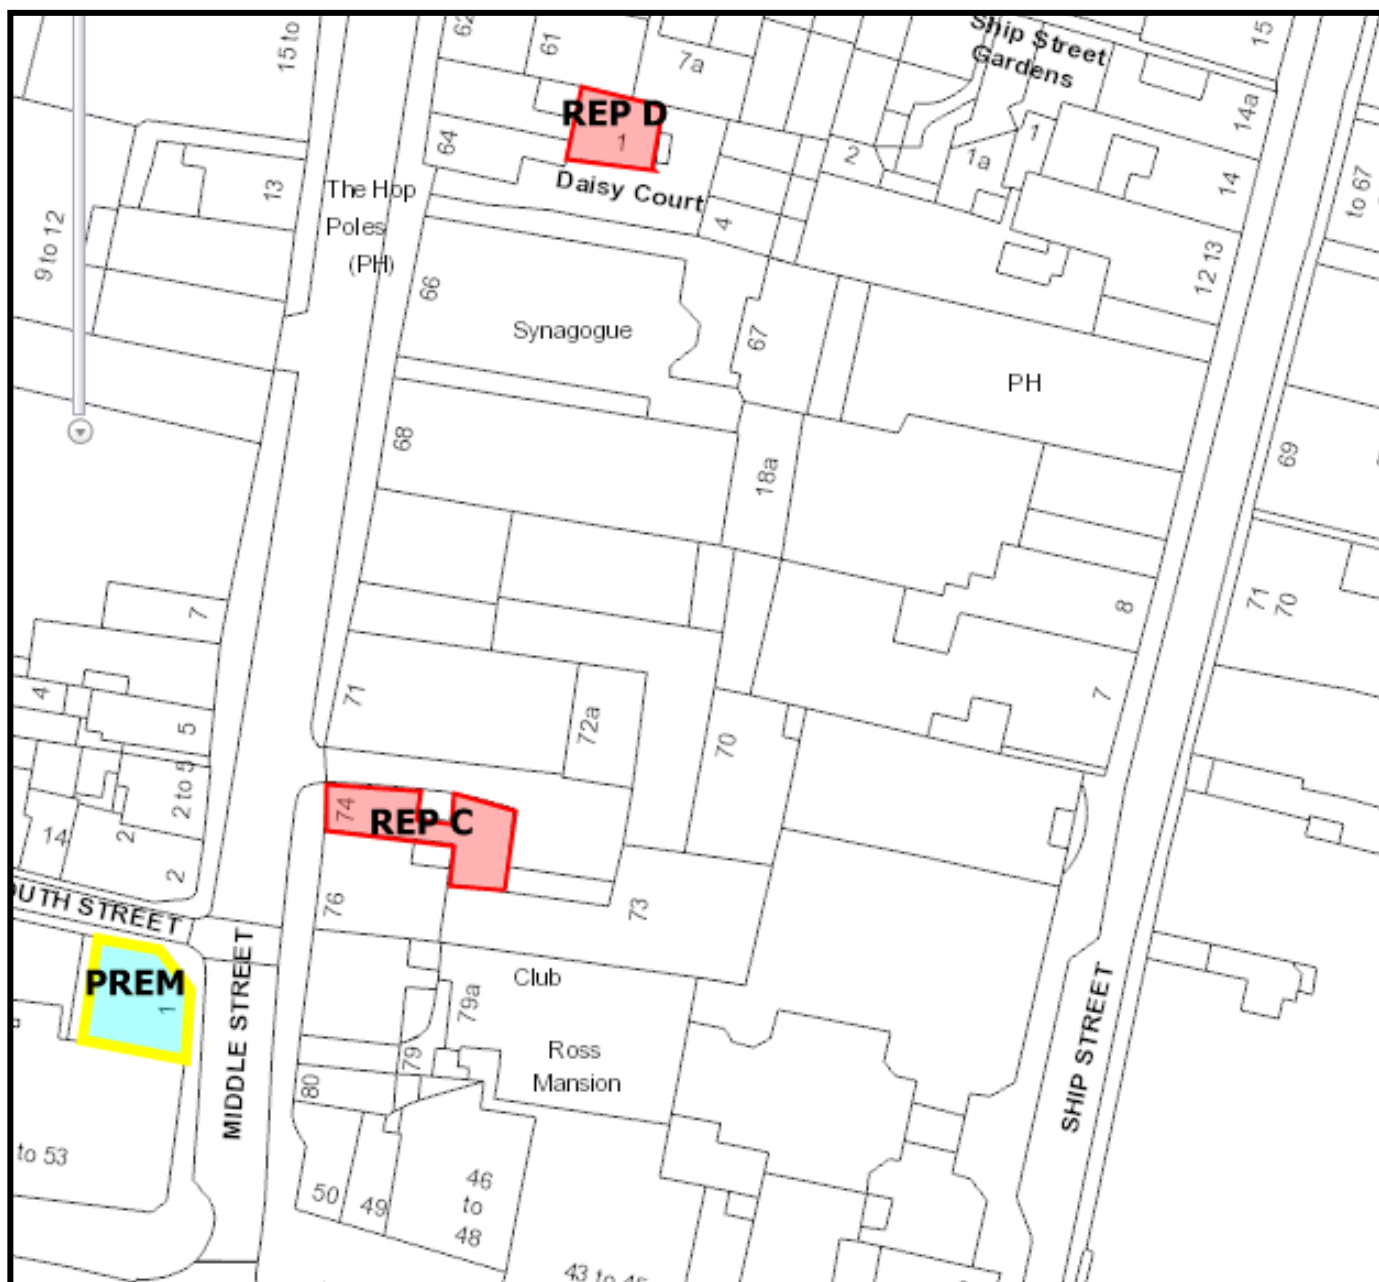 15 to
62
61
7a
Ship Street
Gardens
15
14a
REP D
1
64
2
1a
1
14
13
The Hop
Poles
(PH)
Daisy Court
4
to 67
9 to 12
12 13
66
Synagogue
67
PH
68
18a
69
7
8
71
70
4
5
71
72a
70
7
2 to 5
14
2
2
74
REP C
76
73
OUTH STREET
PREM
1
MIDDLE STREET
Club
79a
79
Ross
Mansion
80
SHIP STREET
to 53
50
49
46
to
48
43 to 45